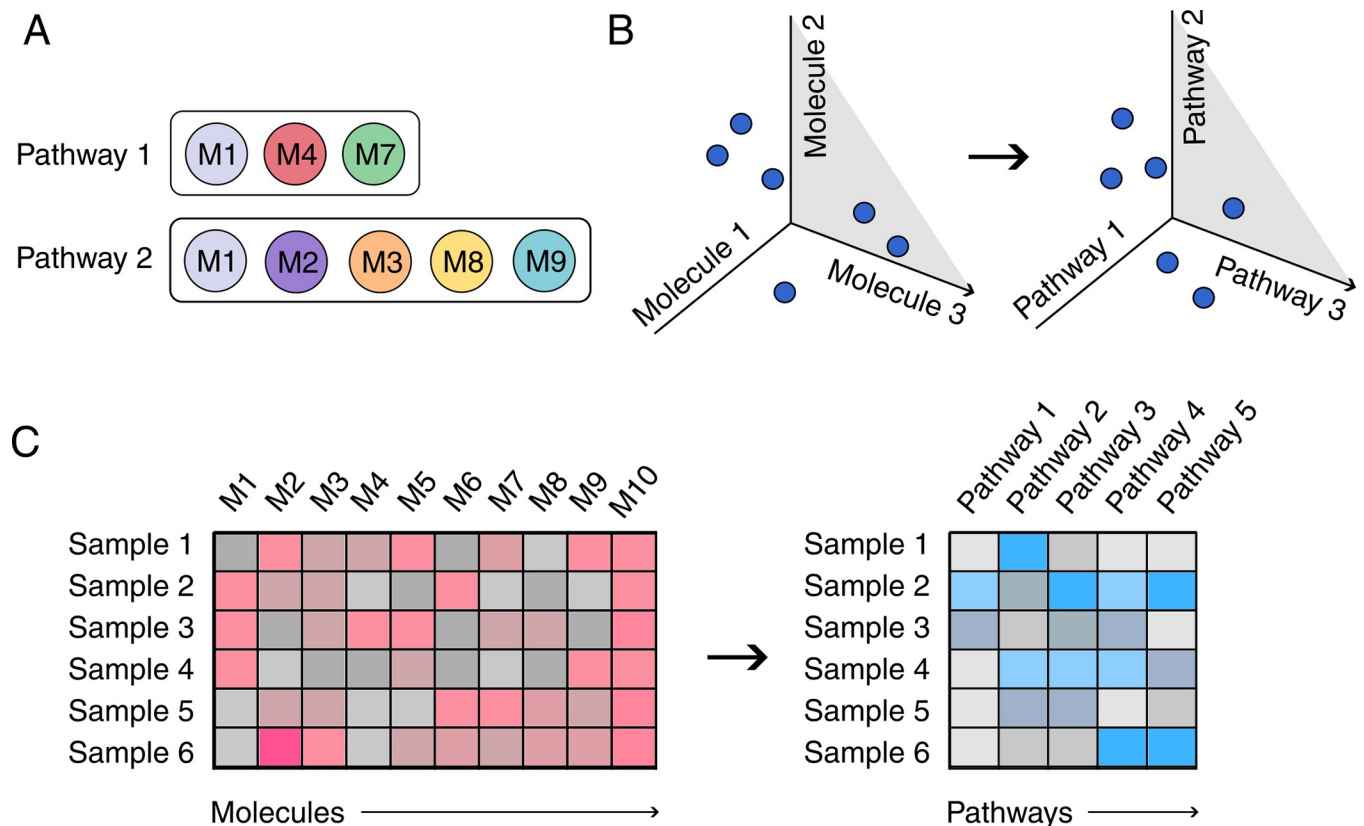 A
Pathway 1
M1 M4 M7
Pathway 2
M1 M2 M3 M8 M9
B
Molecule 1
Molecule 2
Molecule 3
Pathway 1
Pathway 2
Pathway 3
C
M1 M2 M3 M4 M5 M6 M7 M8 M9 M10
Sample 1
Sample 2
Sample 3
Sample 4
Sample 5
Sample 6
Molecules
Pathway 1
Pathway 2
Pathway 3
Pathway 4
Pathway 5
Sample 1
Sample 2
Sample 3
Sample 4
Sample 5
Sample 6
Pathways